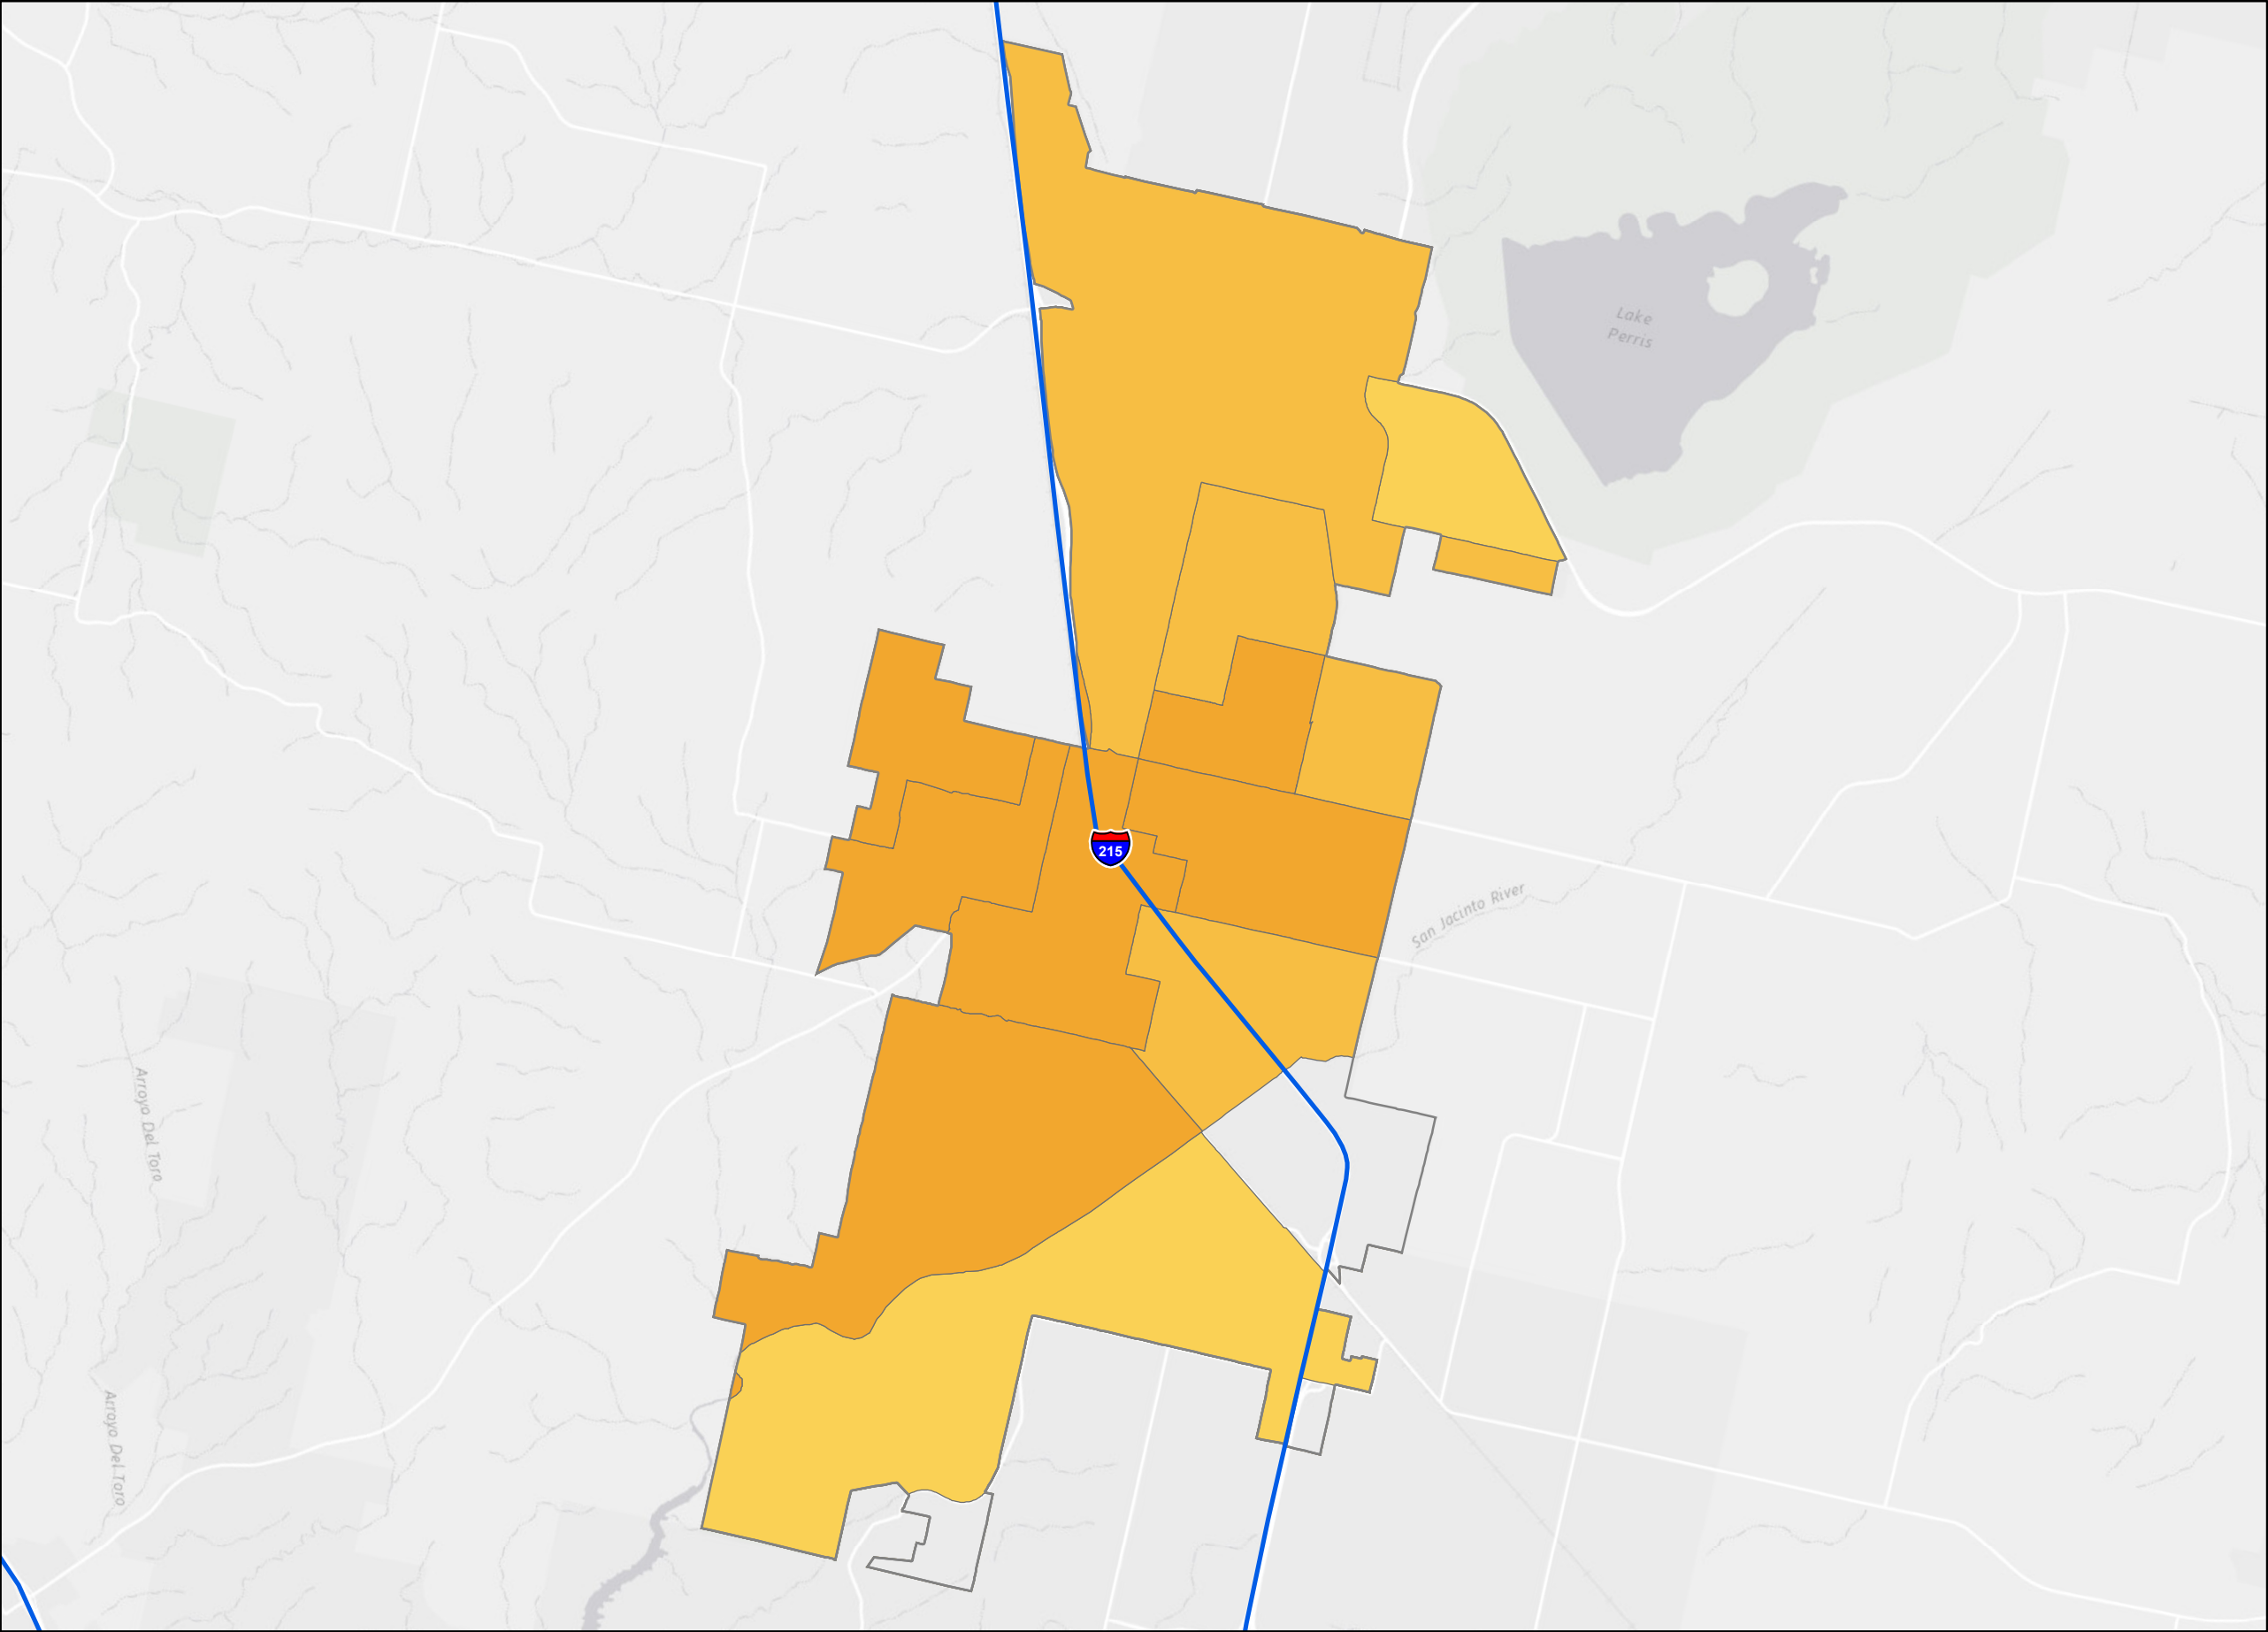 Lake
Perris
215
San Jacinto River
Arroyo Del Toro
Arroyo Del Toro